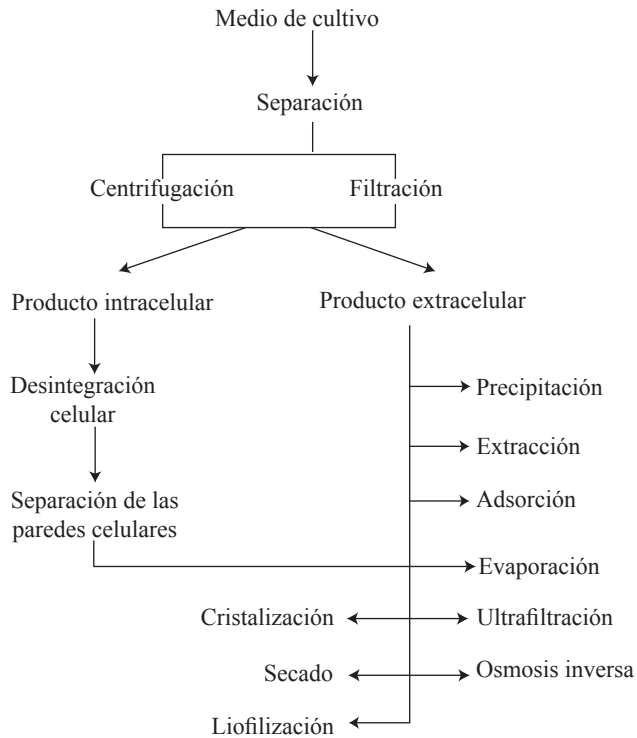 Medio de cultivo
Separación
Centrifugación
Filtración
Producto intracelular
Producto extracelular
Desintegración
celular
Precipitación
Extracción
Separación de las
paredes celulares
Adsorción
Evaporación
Cristalización
Ultrafiltración
Secado
Osmosis inversa
Liofilización